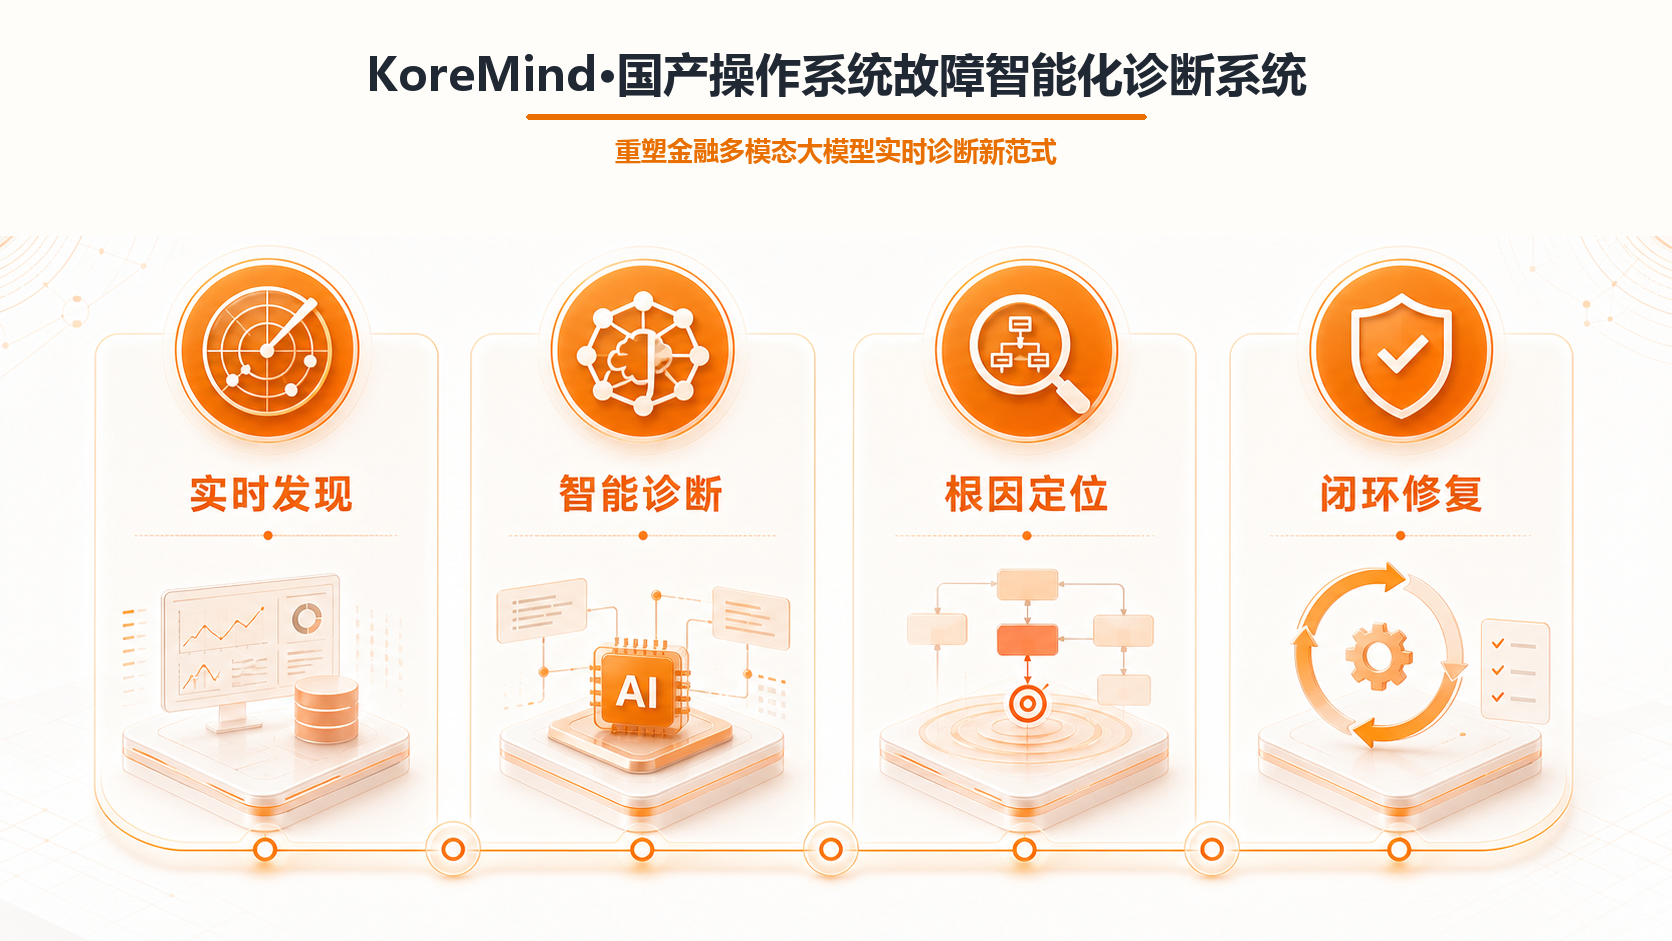 KoreMind•国产操作系统故障智能化诊断系统
重塑金融多模态大模型实时诊断新范式
实时发现
智能诊断
根因定位
闭环修复
AI